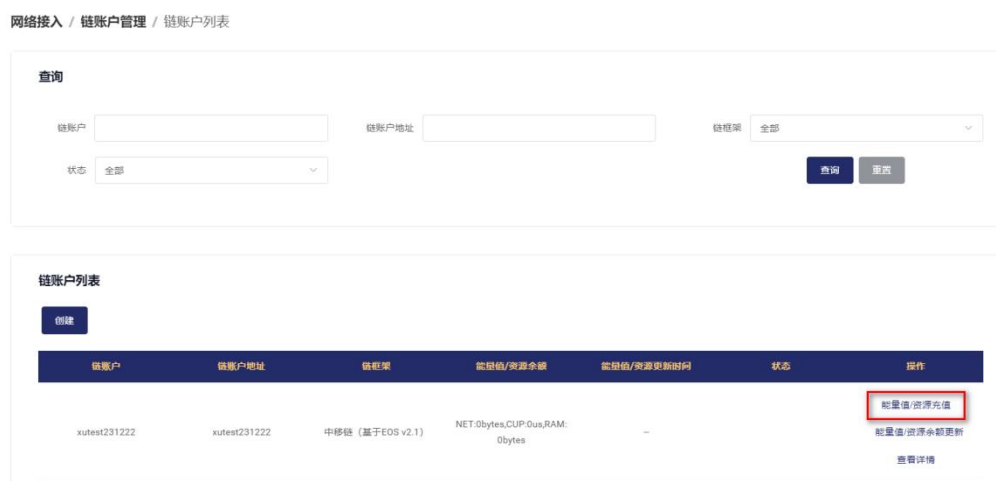 网络接入 / 链账户管理 / 链账户列表
查询
链账户 链账户地址 链框架 全部
状态 全部 查询 重置
链账户列表
创建
链账户 链账户地址 链框架 能量值/资源余额 能量值/资源更新时间 状态 操作
能量值/资源充值
xutest231222 xutest231222 中移链（基于EOS v2.1） NET:0bytes,CUP:0us,RAM:
0bytes -- 能量值/资源余额更新
查看详情